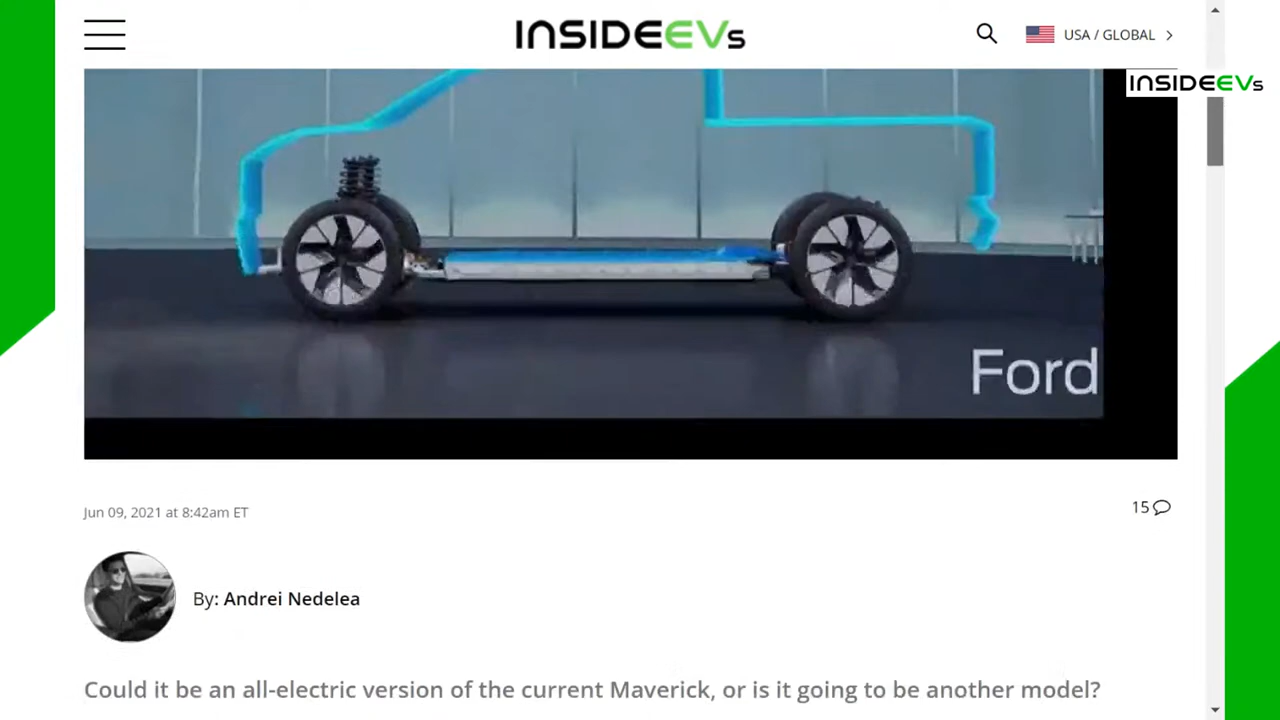 INSIDEEVs
USA / GLOBAL
INSIDEEVs
Ford
Jun 09, 2021 at 8:42am ET
15
By: Andrei Nedelea
Could it be an all-electric version of the current Maverick, or is it going to be another model?